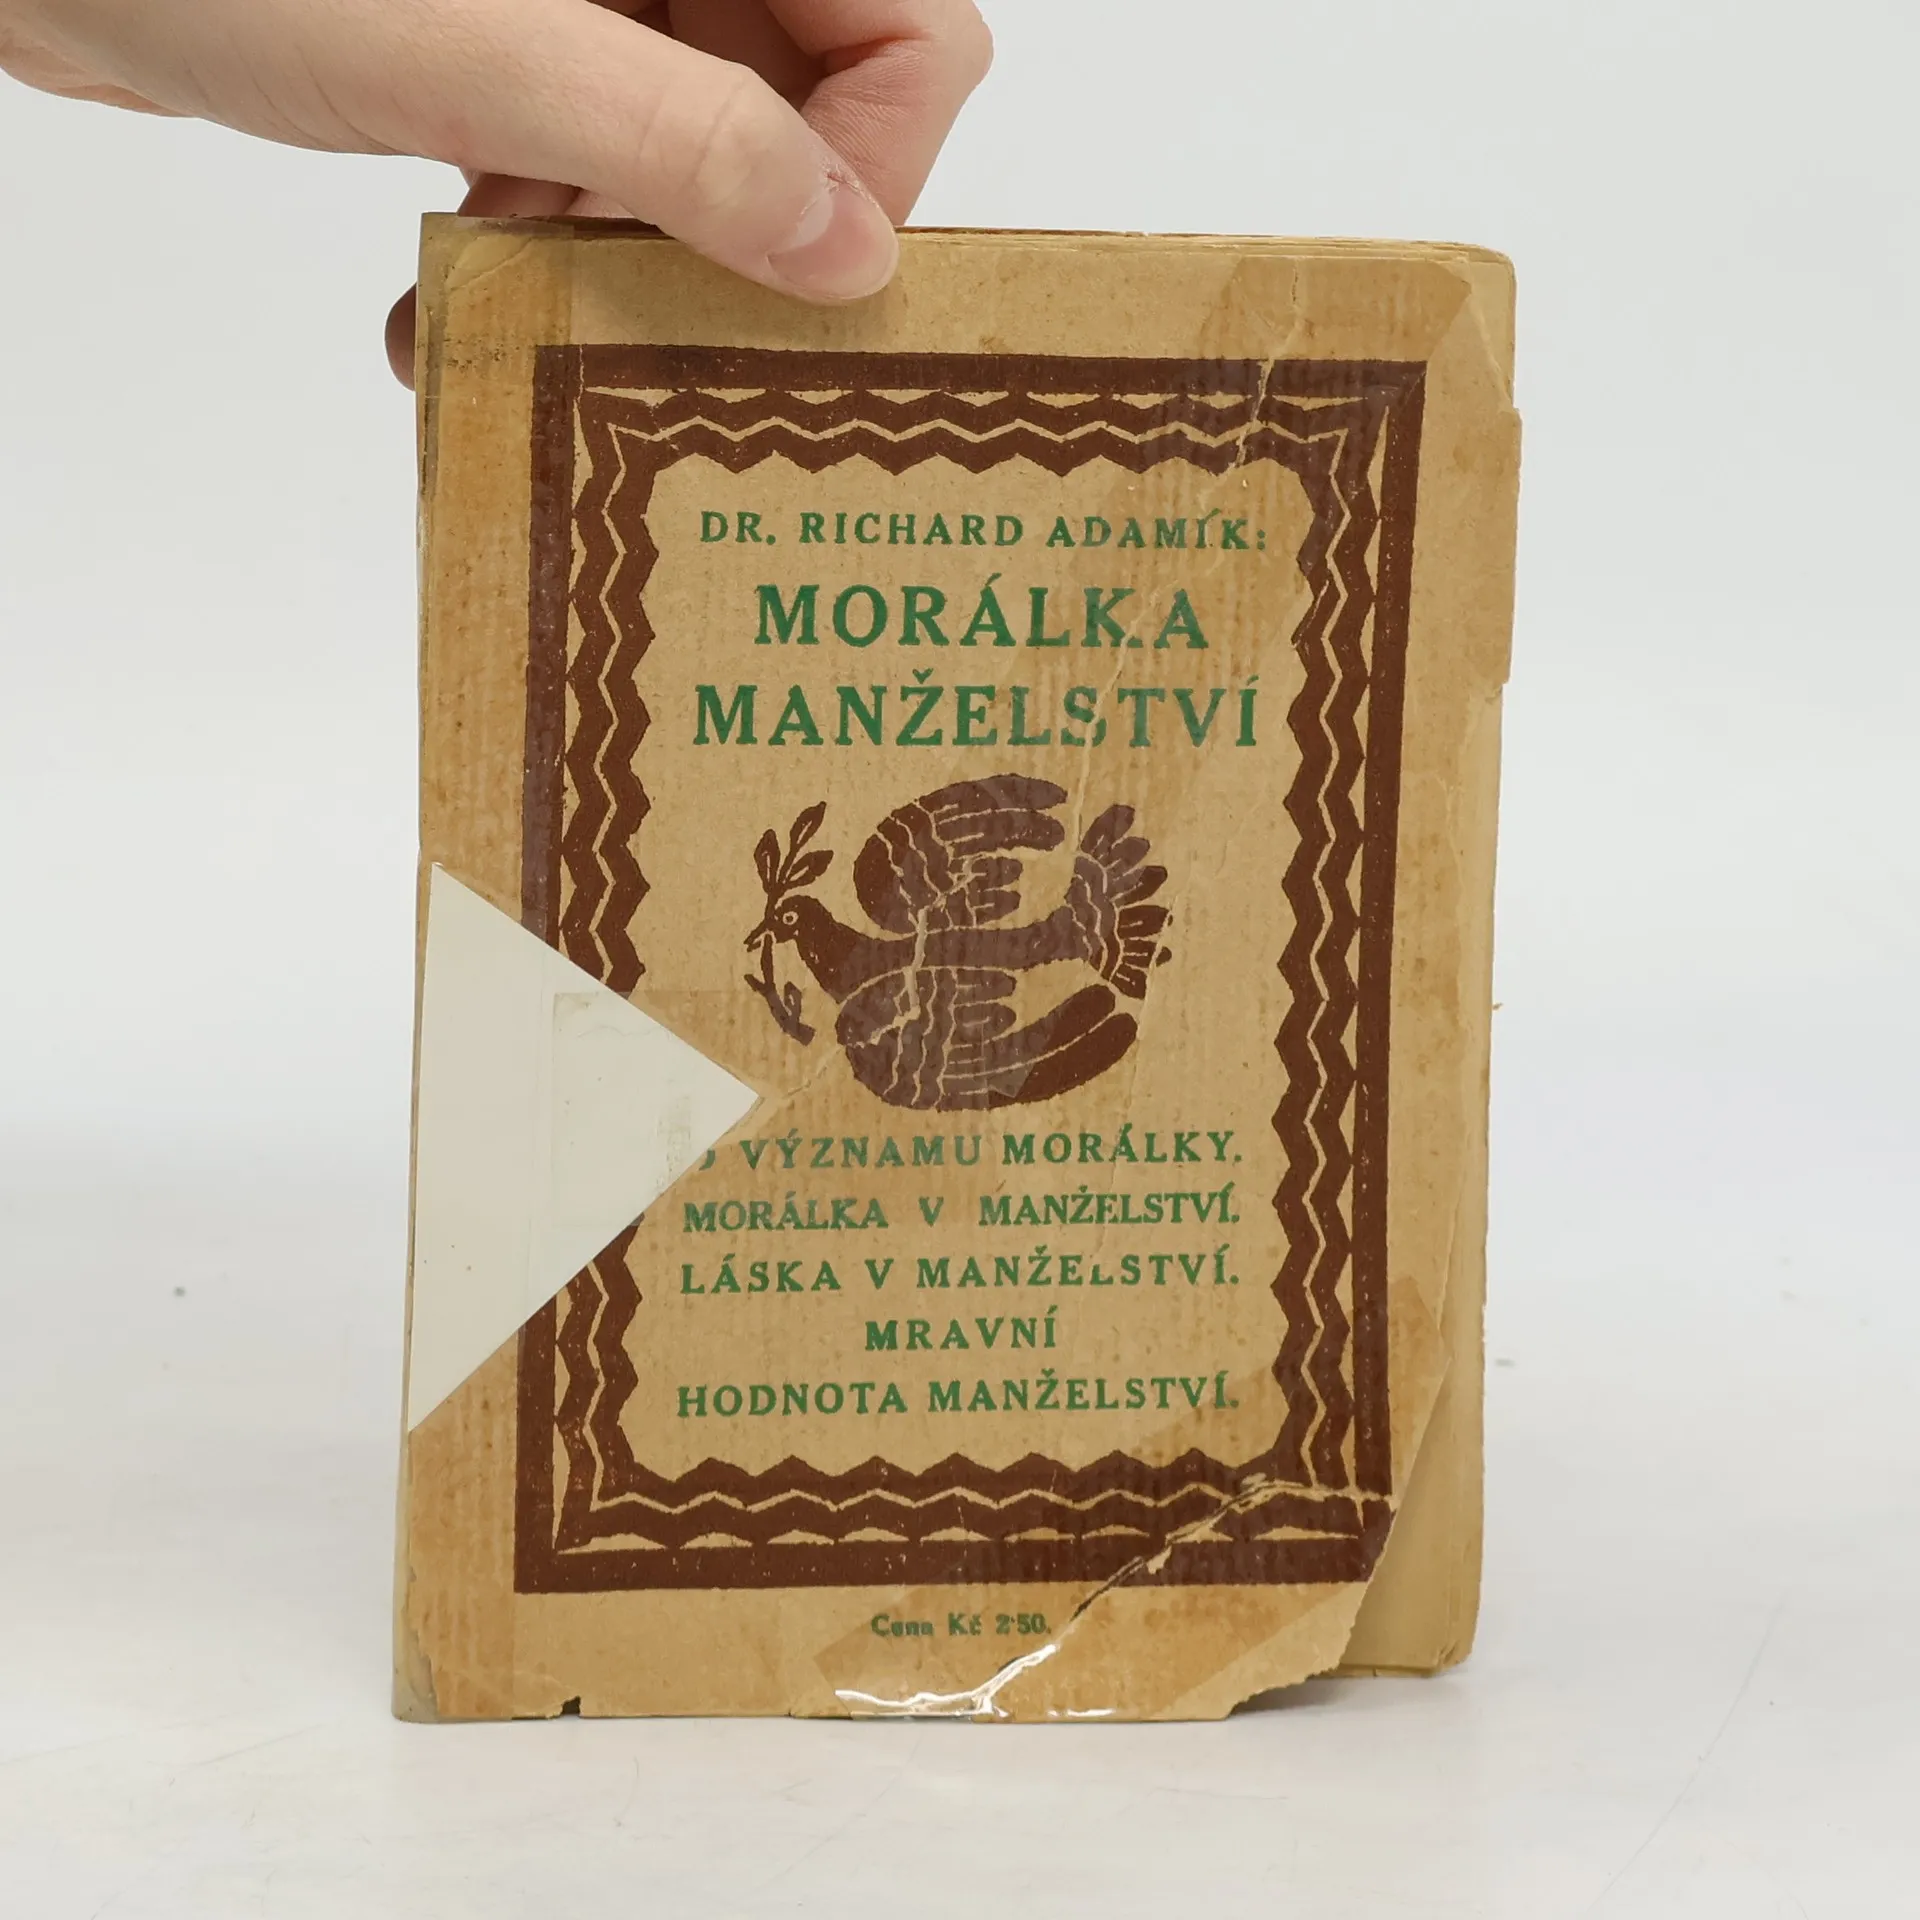 DR. RICHARD ADAMÍK:
MORÁLKA
MANŽELSTVÍ
VÝZNAMU MORÁLKY.
MORÁLKA V MANŽELSTVÍ.
LÁSKA V MANŽELSTVÍ.
MRAVNÍ
HODNOTA MANŽELSTVÍ.
Cena Kč 2·50.